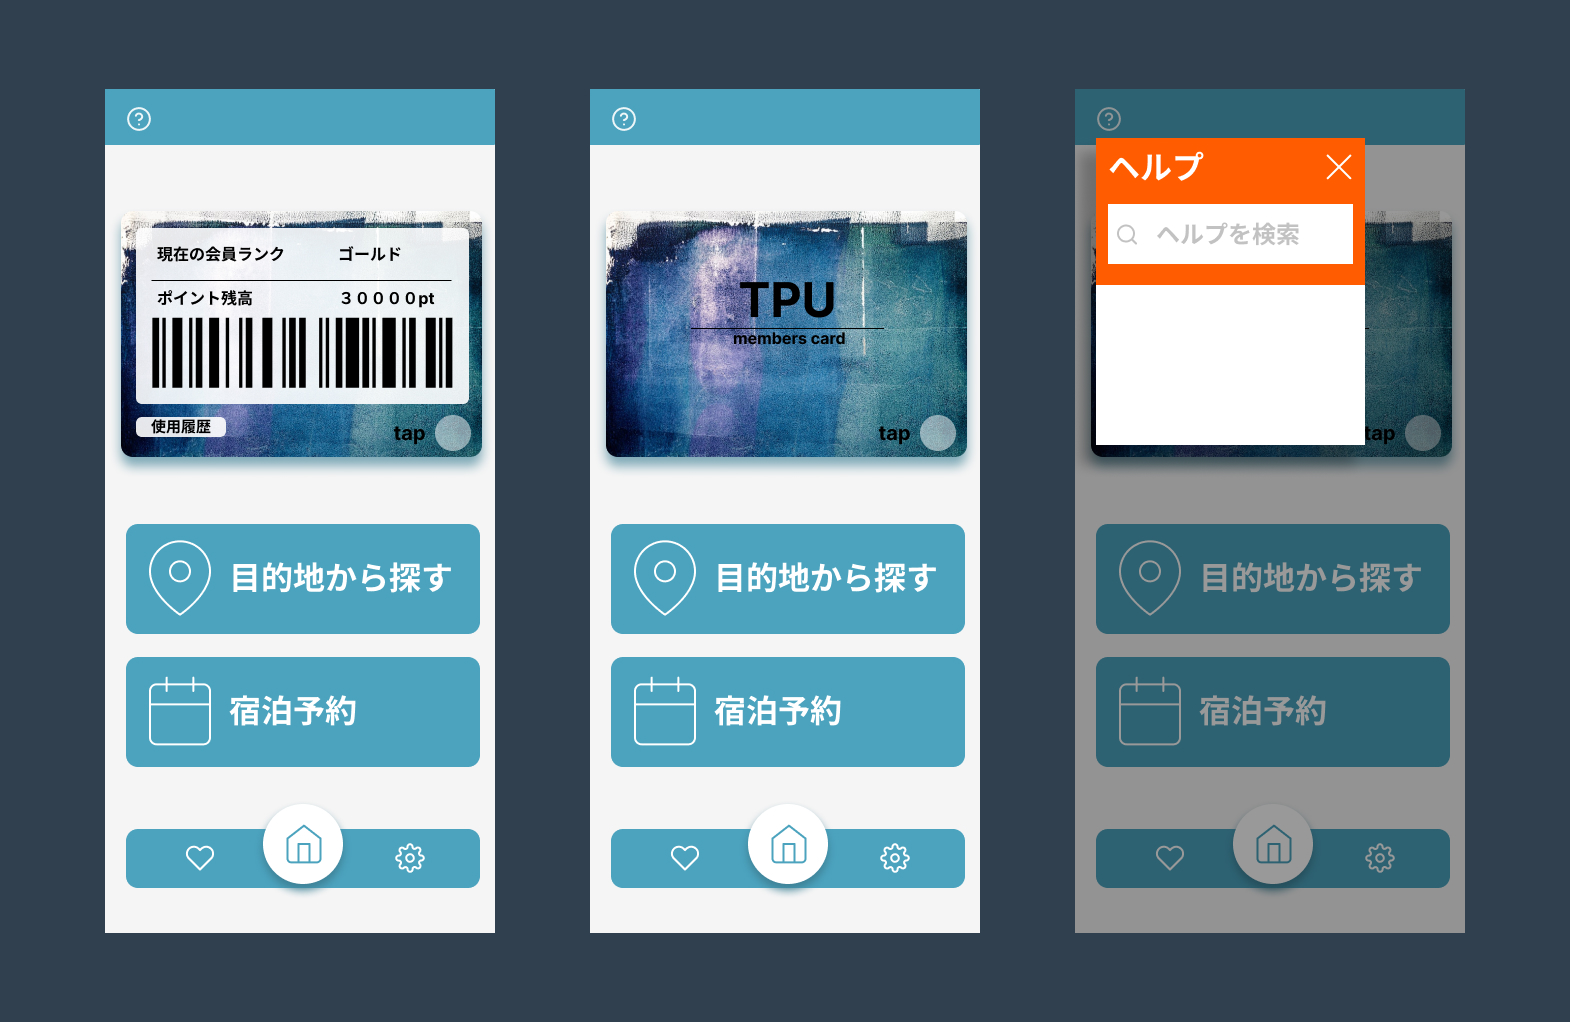 現在の会員ランク ゴールド
ポイント残高 ３００００pt
使用履歴
tap
目的地から探す
宿泊予約
TPU
members card
tap
目的地から探す
宿泊予約
ヘルプ
ヘルプを検索
tap
目的地から探す
宿泊予約